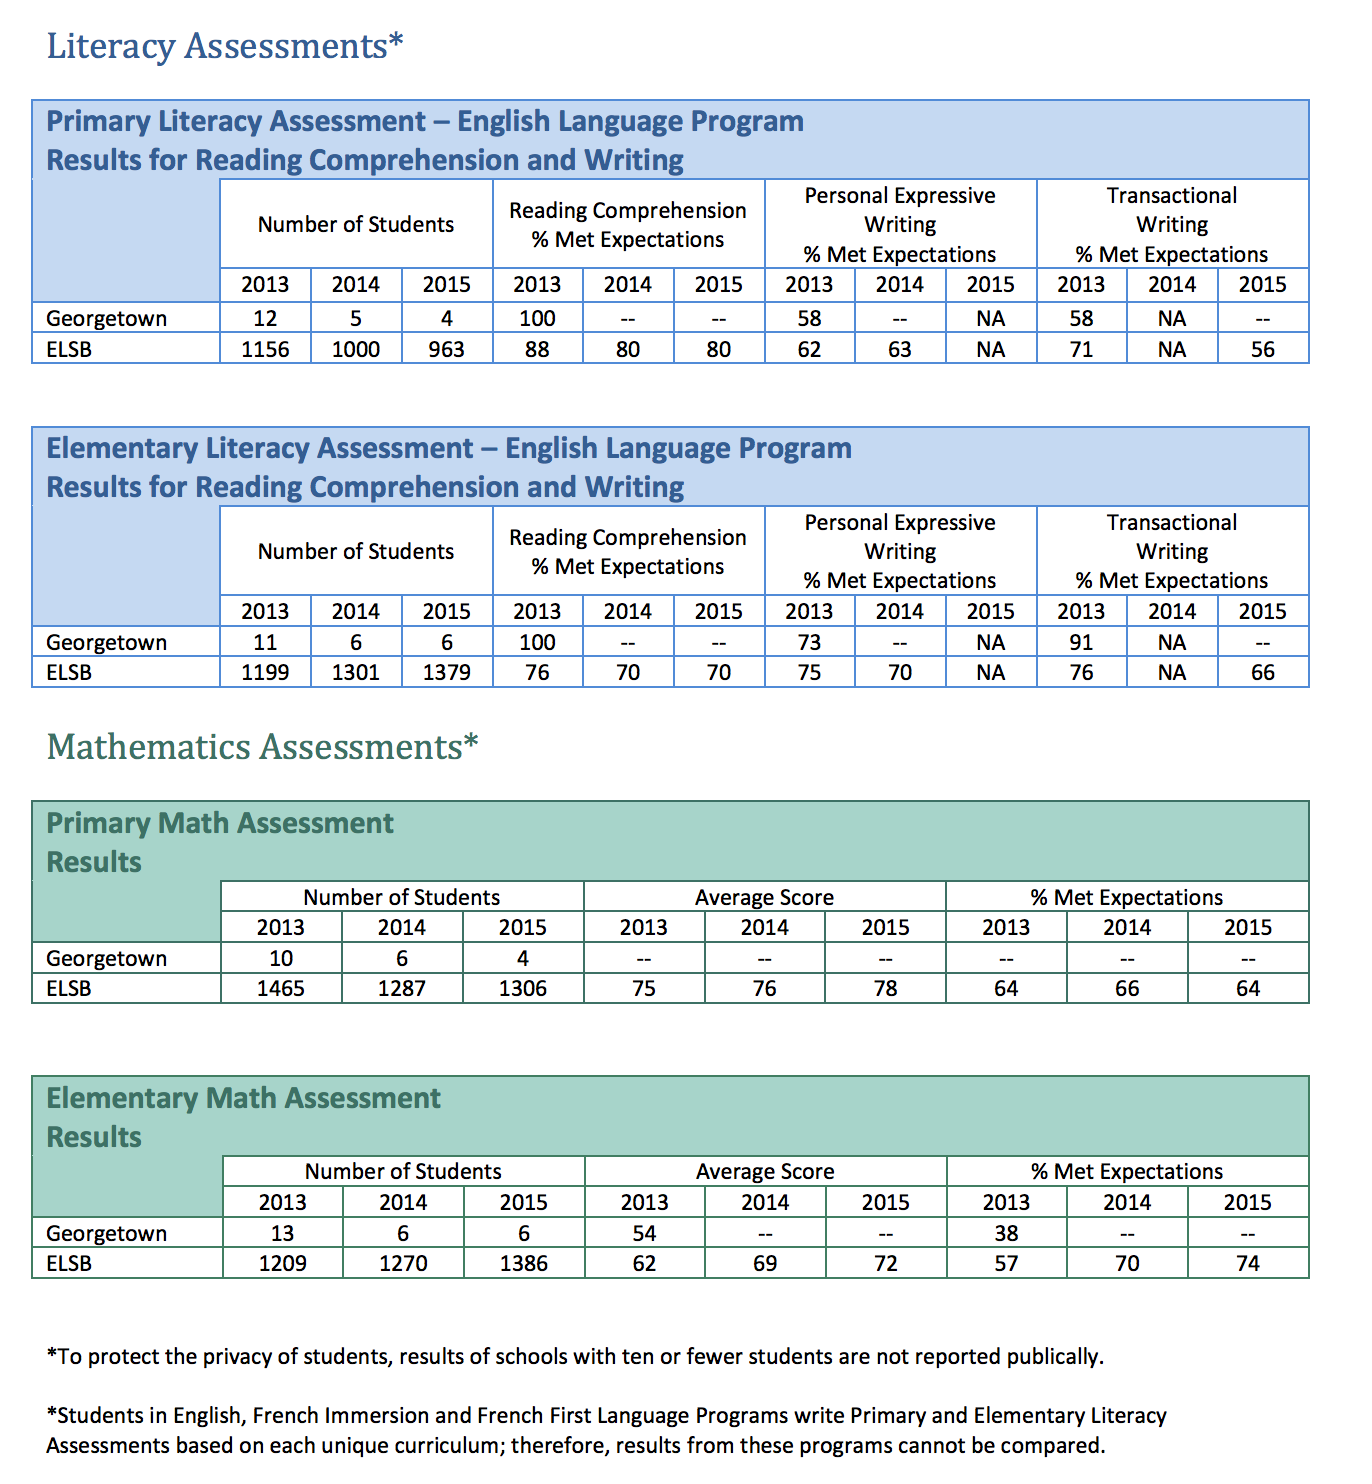 Literacy Assessments*
Primary Literacy Assessment – English Language Program
Results for Reading Comprehension and Writing
Number of Students Reading Comprehension % Met Expectations Personal Expressive Writing % Met Expectations Transactional Writing % Met Expectations
2013 2014 2015 2013 2014 2015 2013 2014 2015 2013 2014 2015
Georgetown 12 5 4 100 -- -- 58 -- NA 58 NA --
ELSB 1156 1000 963 88 80 80 62 63 NA 71 NA 56
Elementary Literacy Assessment – English Language Program
Results for Reading Comprehension and Writing
Number of Students Reading Comprehension % Met Expectations Personal Expressive Writing % Met Expectations Transactional Writing % Met Expectations
2013 2014 2015 2013 2014 2015 2013 2014 2015 2013 2014 2015
Georgetown 11 6 6 100 -- -- 73 -- NA 91 NA --
ELSB 1199 1301 1379 76 70 70 75 70 NA 76 NA 66
Mathematics Assessments*
Primary Math Assessment
Results
Number of Students Average Score % Met Expectations
2013 2014 2015 2013 2014 2015 2013 2014 2015
Georgetown 10 6 4 -- -- -- -- -- --
ELSB 1465 1287 1306 75 76 78 64 66 64
Elementary Math Assessment
Results
Number of Students Average Score % Met Expectations
2013 2014 2015 2013 2014 2015 2013 2014 2015
Georgetown 13 6 6 54 -- -- 38 -- --
ELSB 1209 1270 1386 62 69 72 57 70 74
*To protect the privacy of students, results of schools with ten or fewer students are not reported publically.
*Students in English, French Immersion and French First Language Programs write Primary and Elementary Literacy
Assessments based on each unique curriculum; therefore, results from these programs cannot be compared.